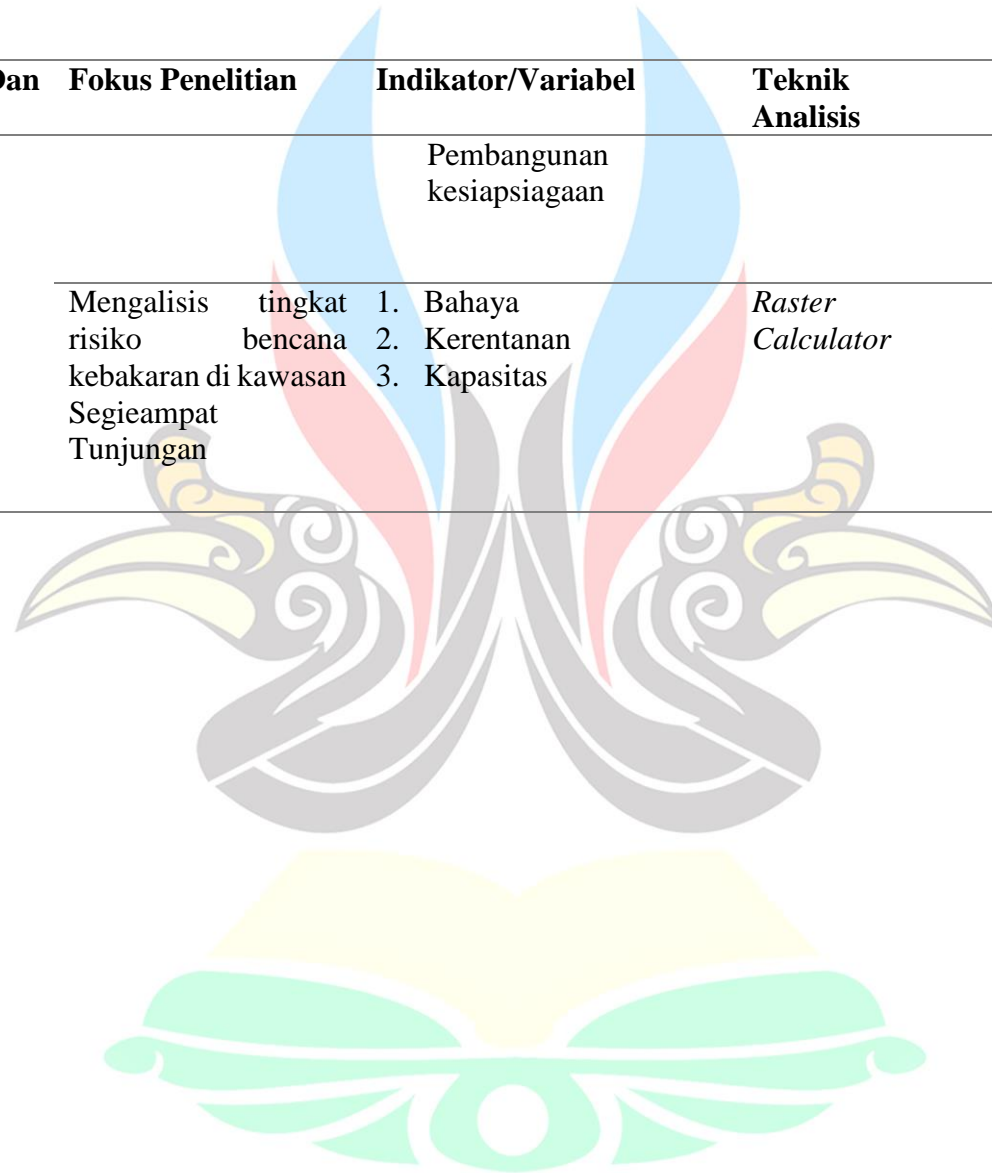 Dan Fokus Penelitian Indikator/Variabel Teknik
Analisis
Pembangunan
kesiapsiagaan
Mengalisis tingkat 1. Bahaya Raster
risiko bencana 2. Kerentanan Calculator
kebakaran di kawasan 3. Kapasitas
Segieampat
Tunjungan